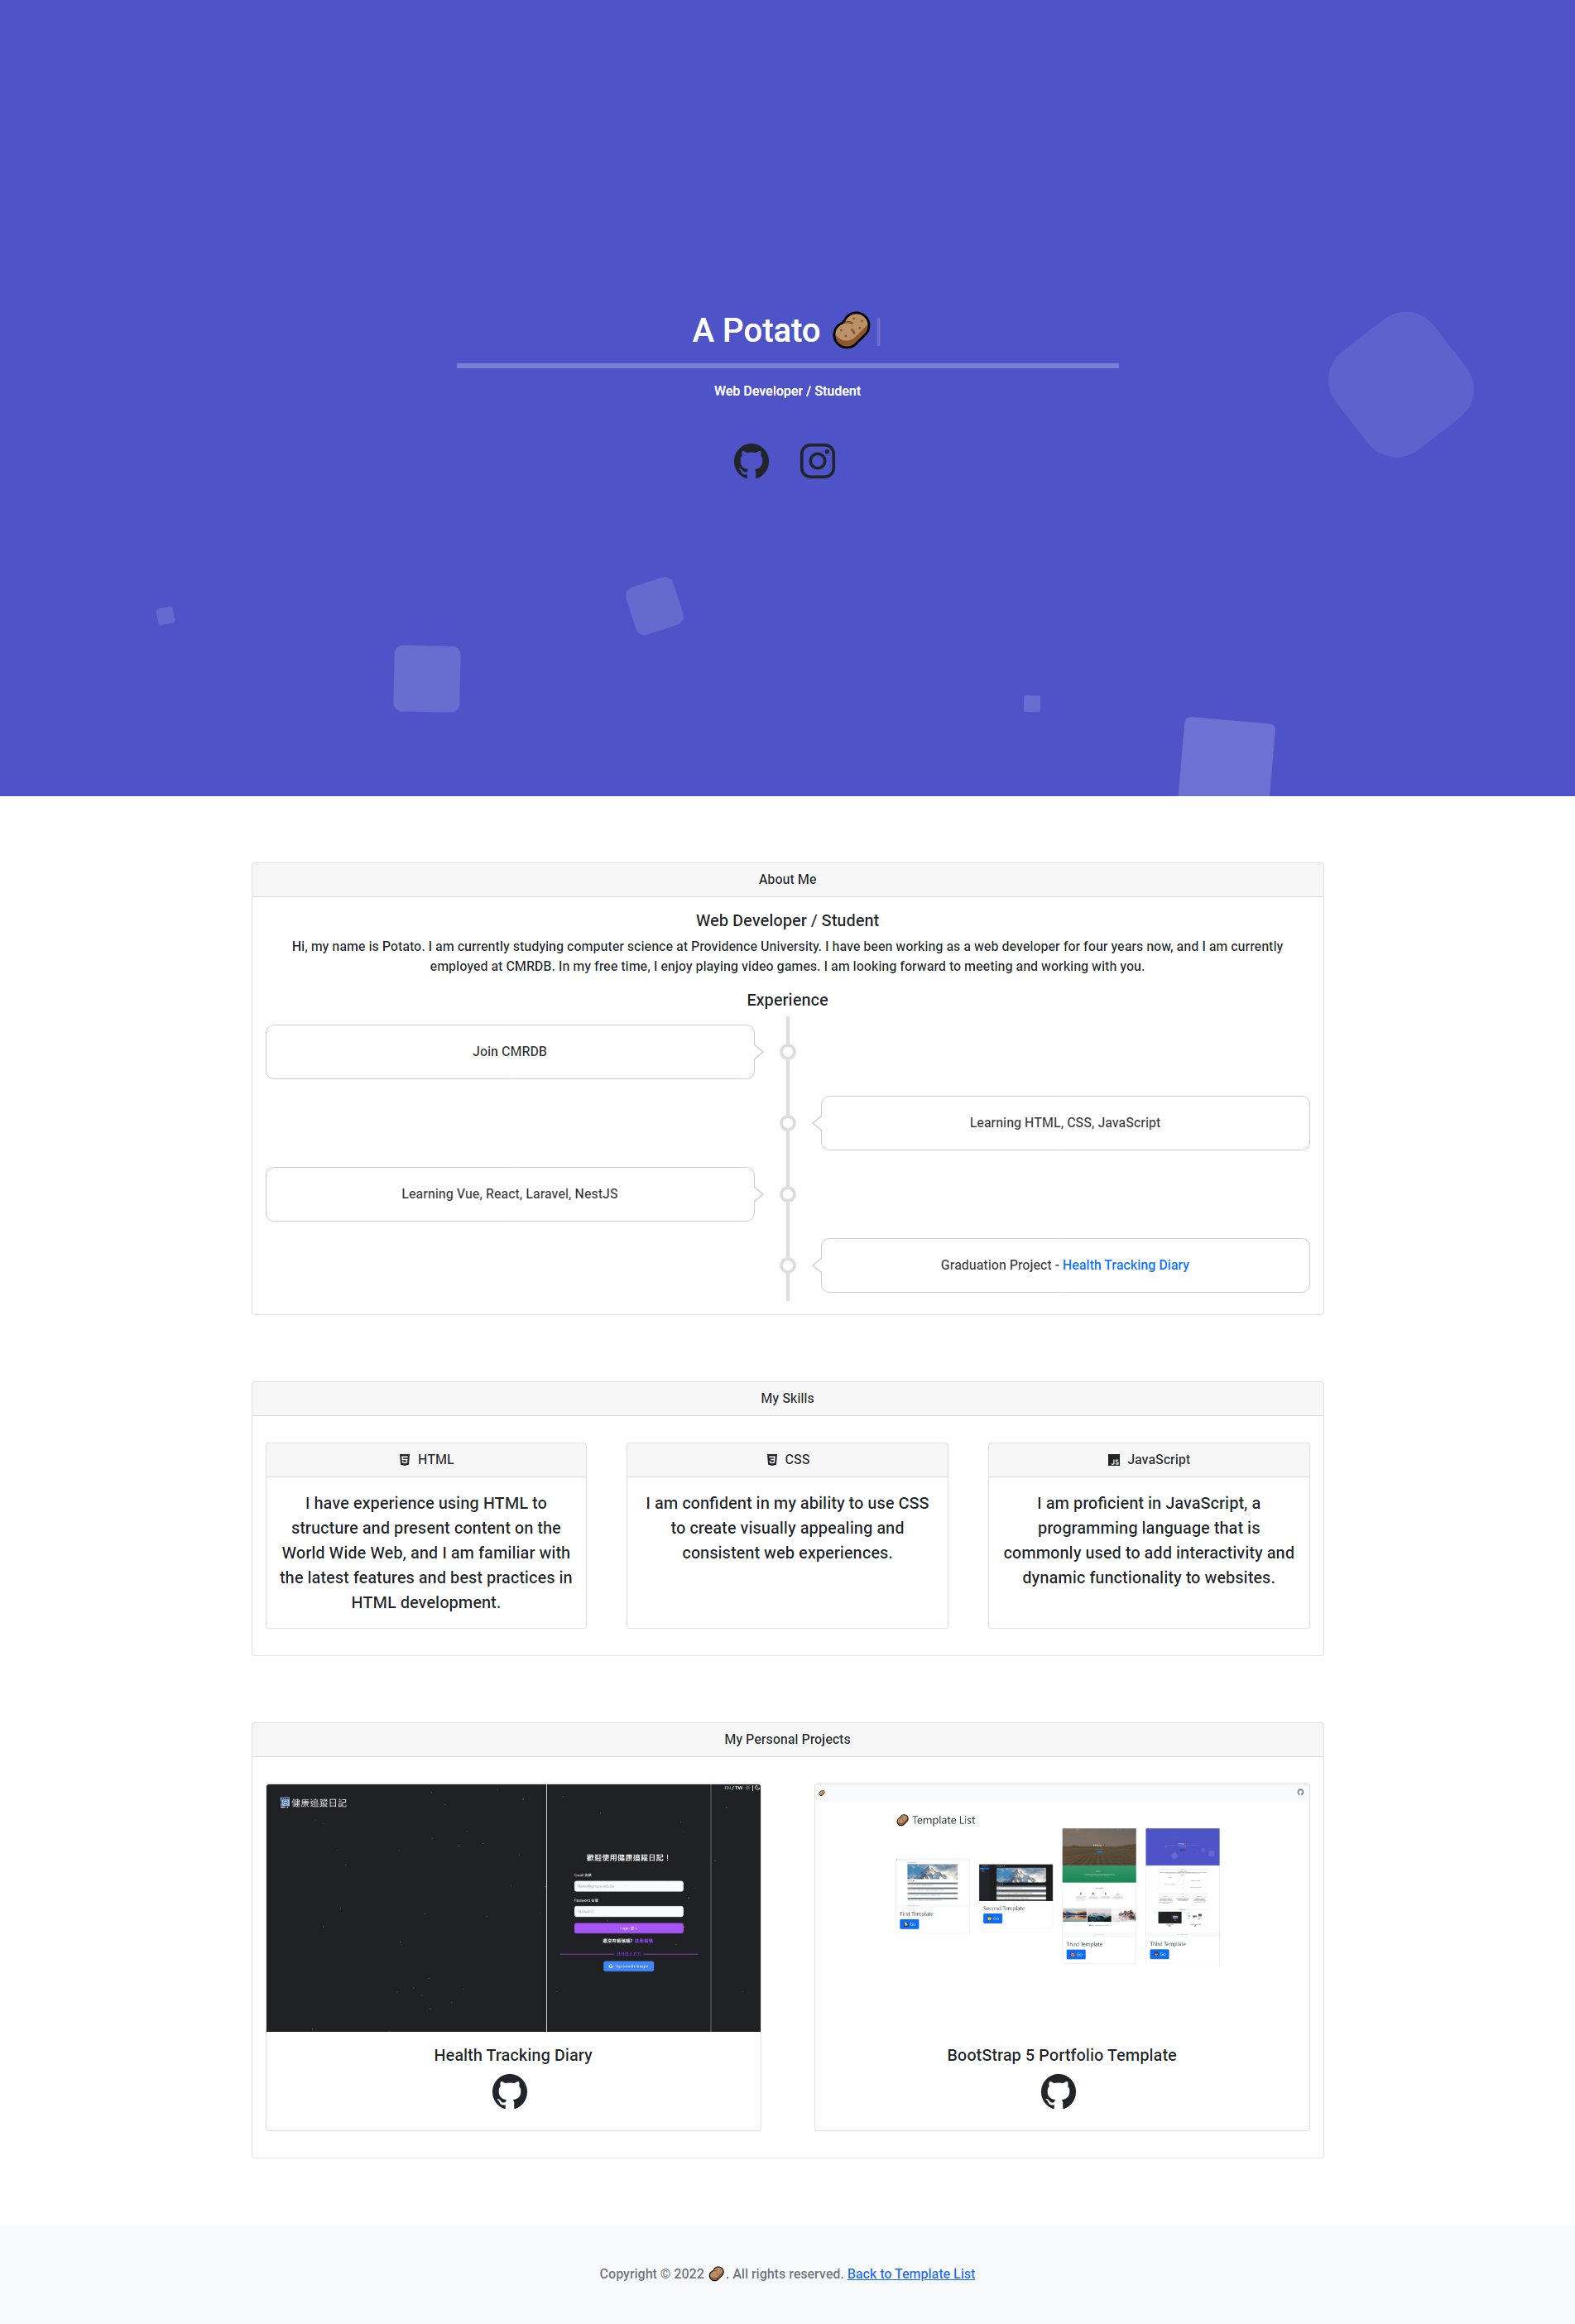 A Potato 🥔|
Web Developer / Student
About Me
Web Developer / Student
Hi, my name is Potato. I am currently studying computer science at Providence University. I have been working as a web developer for four years now, and I am currently
employed at CMRDB. In my free time, I enjoy playing video games. I am looking forward to meeting and working with you.
Experience
Join CMRDB
Learning HTML, CSS, JavaScript
Learning Vue, React, Laravel, NestJS
Graduation Project - Health Tracking Diary
My Skills
HTML
I have experience using HTML to
structure and present content on the
World Wide Web, and I am familiar with
the latest features and best practices in
HTML development.
CSS
I am confident in my ability to use CSS
to create visually appealing and
consistent web experiences.
JavaScript
I am proficient in JavaScript, a
programming language that is
commonly used to add interactivity and
dynamic functionality to websites.
My Personal Projects
健康追蹤日記
歡迎使用健康追蹤日記！
Health Tracking Diary
🥔 Template List
First Template
Go
Second Template
Go
Third Template
Go
Third Template
Go
BootStrap 5 Portfolio Template
Copyright © 2022 🥔. All rights reserved. Back to Template List